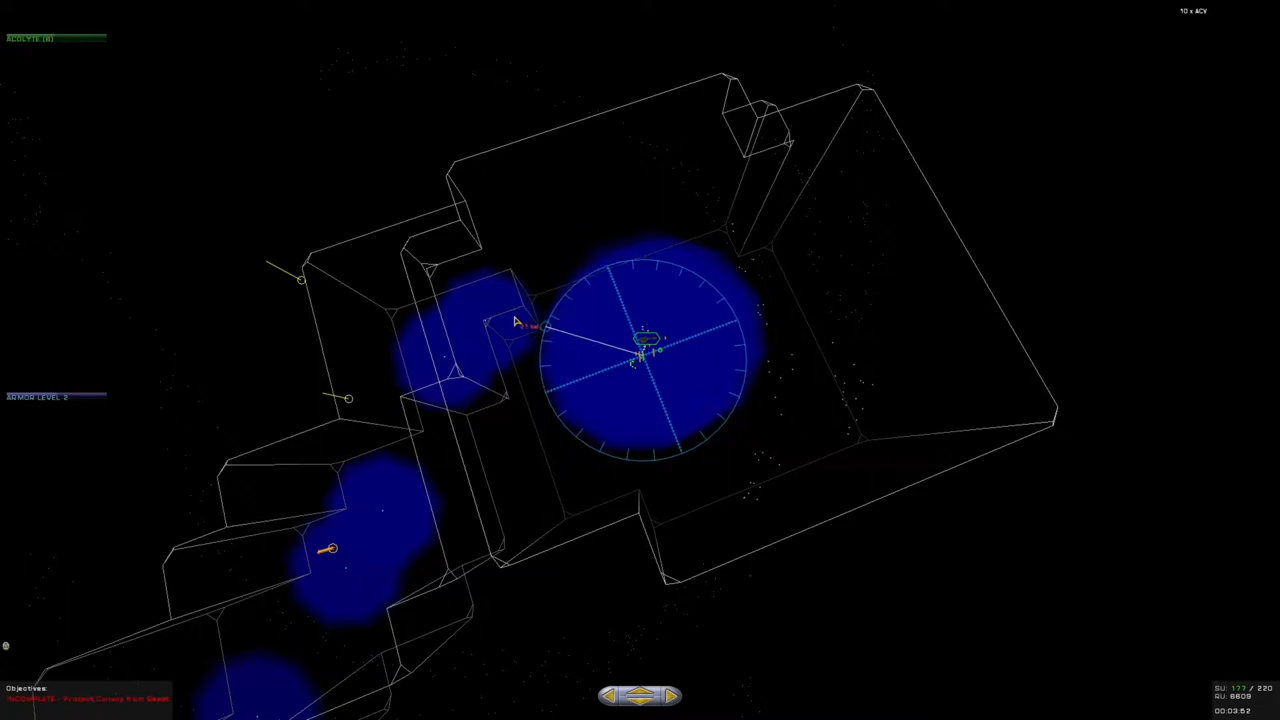 10 x ACV
ACOLYTE (6)
ARMOR LEVEL 2
Objectives:
INCOMPLETE - Protect Convoy from Beast
SU: 177 / 220
RU: 6609
00:03:52